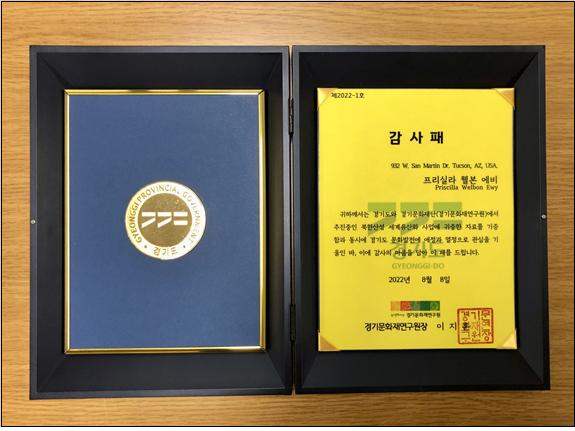 GYEONGGI PROVINCIAL GOVERNMENT
경기도
제2022-1호
감 사 패
932 W. San Martin Dr. Tucson, AZ, USA.
프리실라 웰본 에비
Priscilla Welbon Ewy
귀하께서는 경기도와 경기문화재단(경기문화재연구원)에서
추진중인 북한산성 세계유산화 사업에 귀중한 자료를 기증
함과 동시에 경기도 문화발전에 애정과 열정으로 관심을 기
울인 바, 이에 감사의 마음을 담아 이 패를 드립니다.
경기도
GYEONGGI-DO
2022년 8월 8일
경기문화재연구원
경기문화재연구원장 이 지